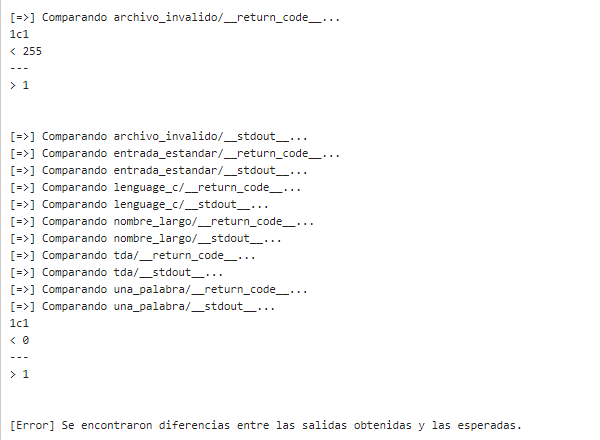 [=>] Comparando archivo_invalido/__return_code__...
1c1
< 255
---
> 1
[=>] Comparando archivo_invalido/__stdout__...
[=>] Comparando entrada_estandar/__return_code__...
[=>] Comparando entrada_estandar/__stdout__...
[=>] Comparando lenguage_c/__return_code__...
[=>] Comparando lenguage_c/__stdout__...
[=>] Comparando nombre_largo/__return_code__...
[=>] Comparando nombre_largo/__stdout__...
[=>] Comparando tda/__return_code__...
[=>] Comparando tda/__stdout__...
[=>] Comparando una_palabra/__return_code__...
[=>] Comparando una_palabra/__stdout__...
1c1
< 0
---
> 1
[Error] Se encontraron diferencias entre las salidas obtenidas y las esperadas.